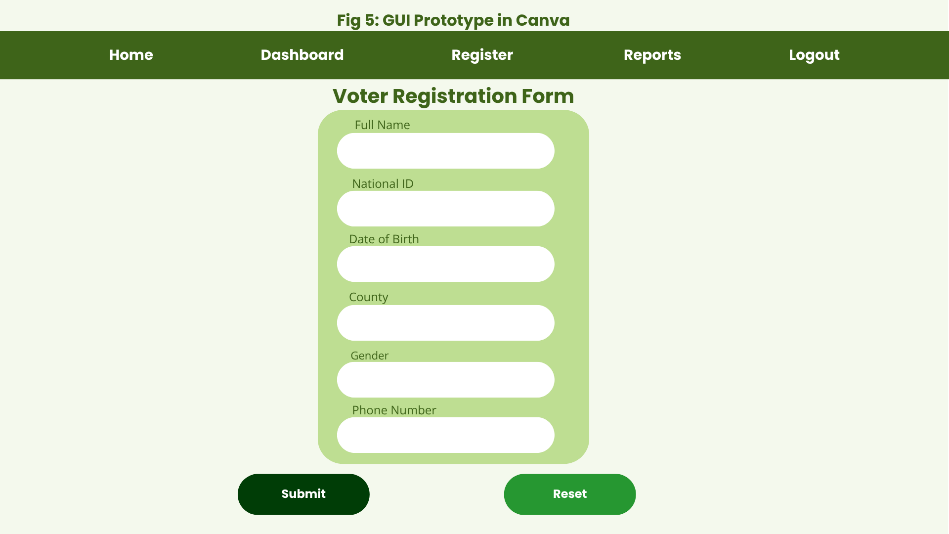 Fig 5: GUI Prototype in Canva
Home Dashboard Register Reports Logout
Voter Registration Form
Full Name
National ID
Date of Birth
County
Gender
Phone Number
Submit Reset